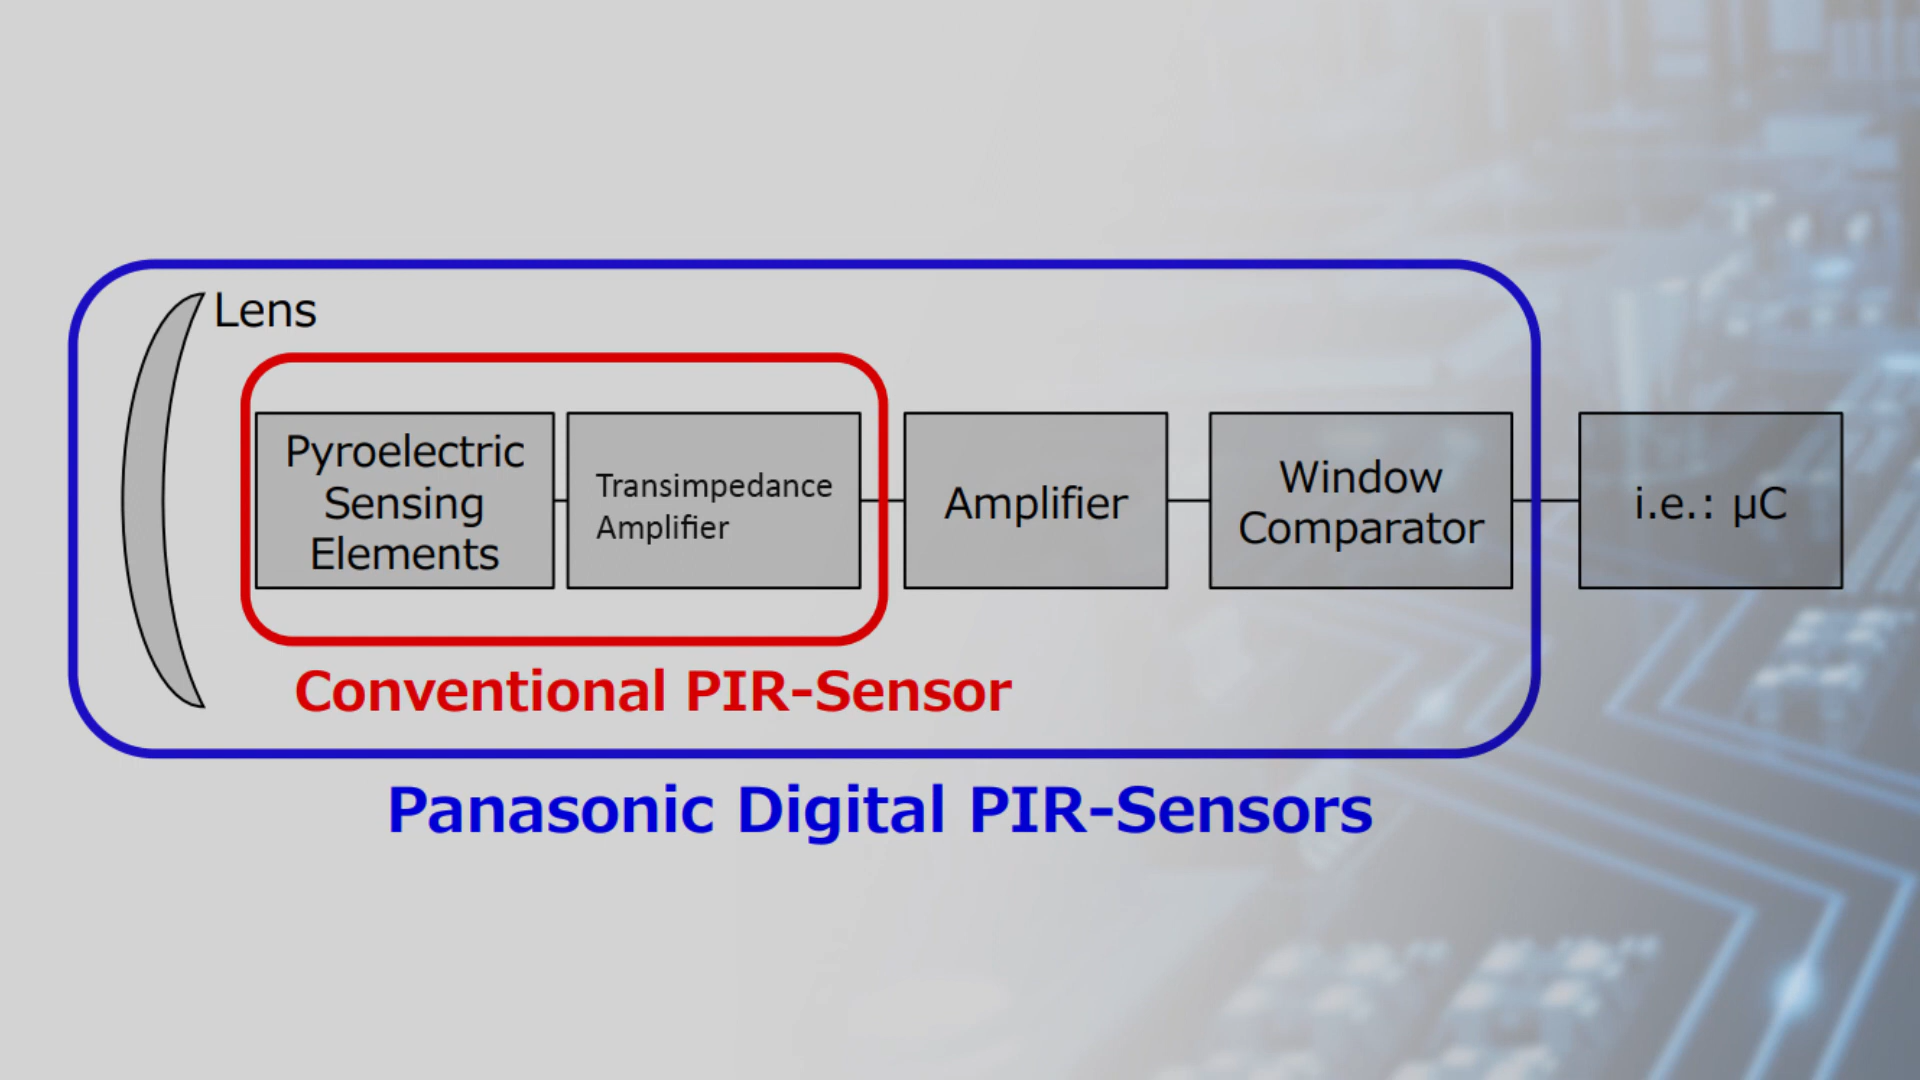 Lens
Pyroelectric
Sensing
Elements
Transimpedance
Amplifier
Amplifier
Window
Comparator
i.e.: µC
Conventional PIR-Sensor
Panasonic Digital PIR-Sensors